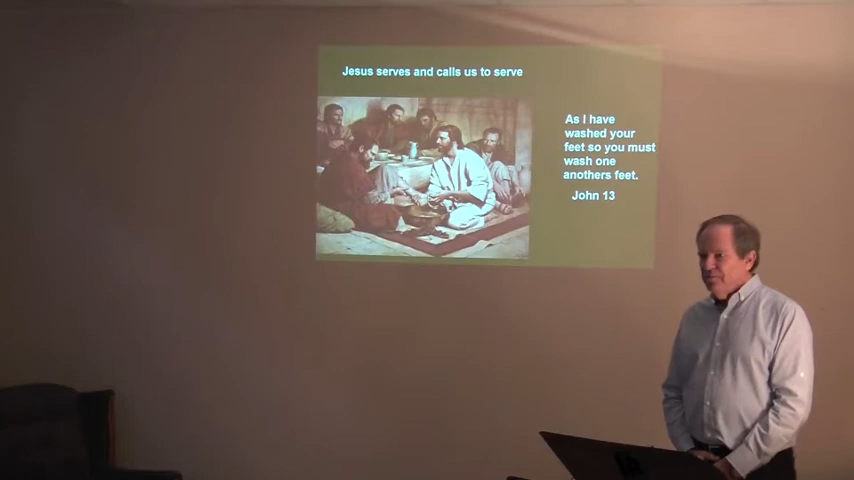 Jesus serves and calls us to serve
As I have
washed your
feet so you must
wash one
anothers feet.
John 13